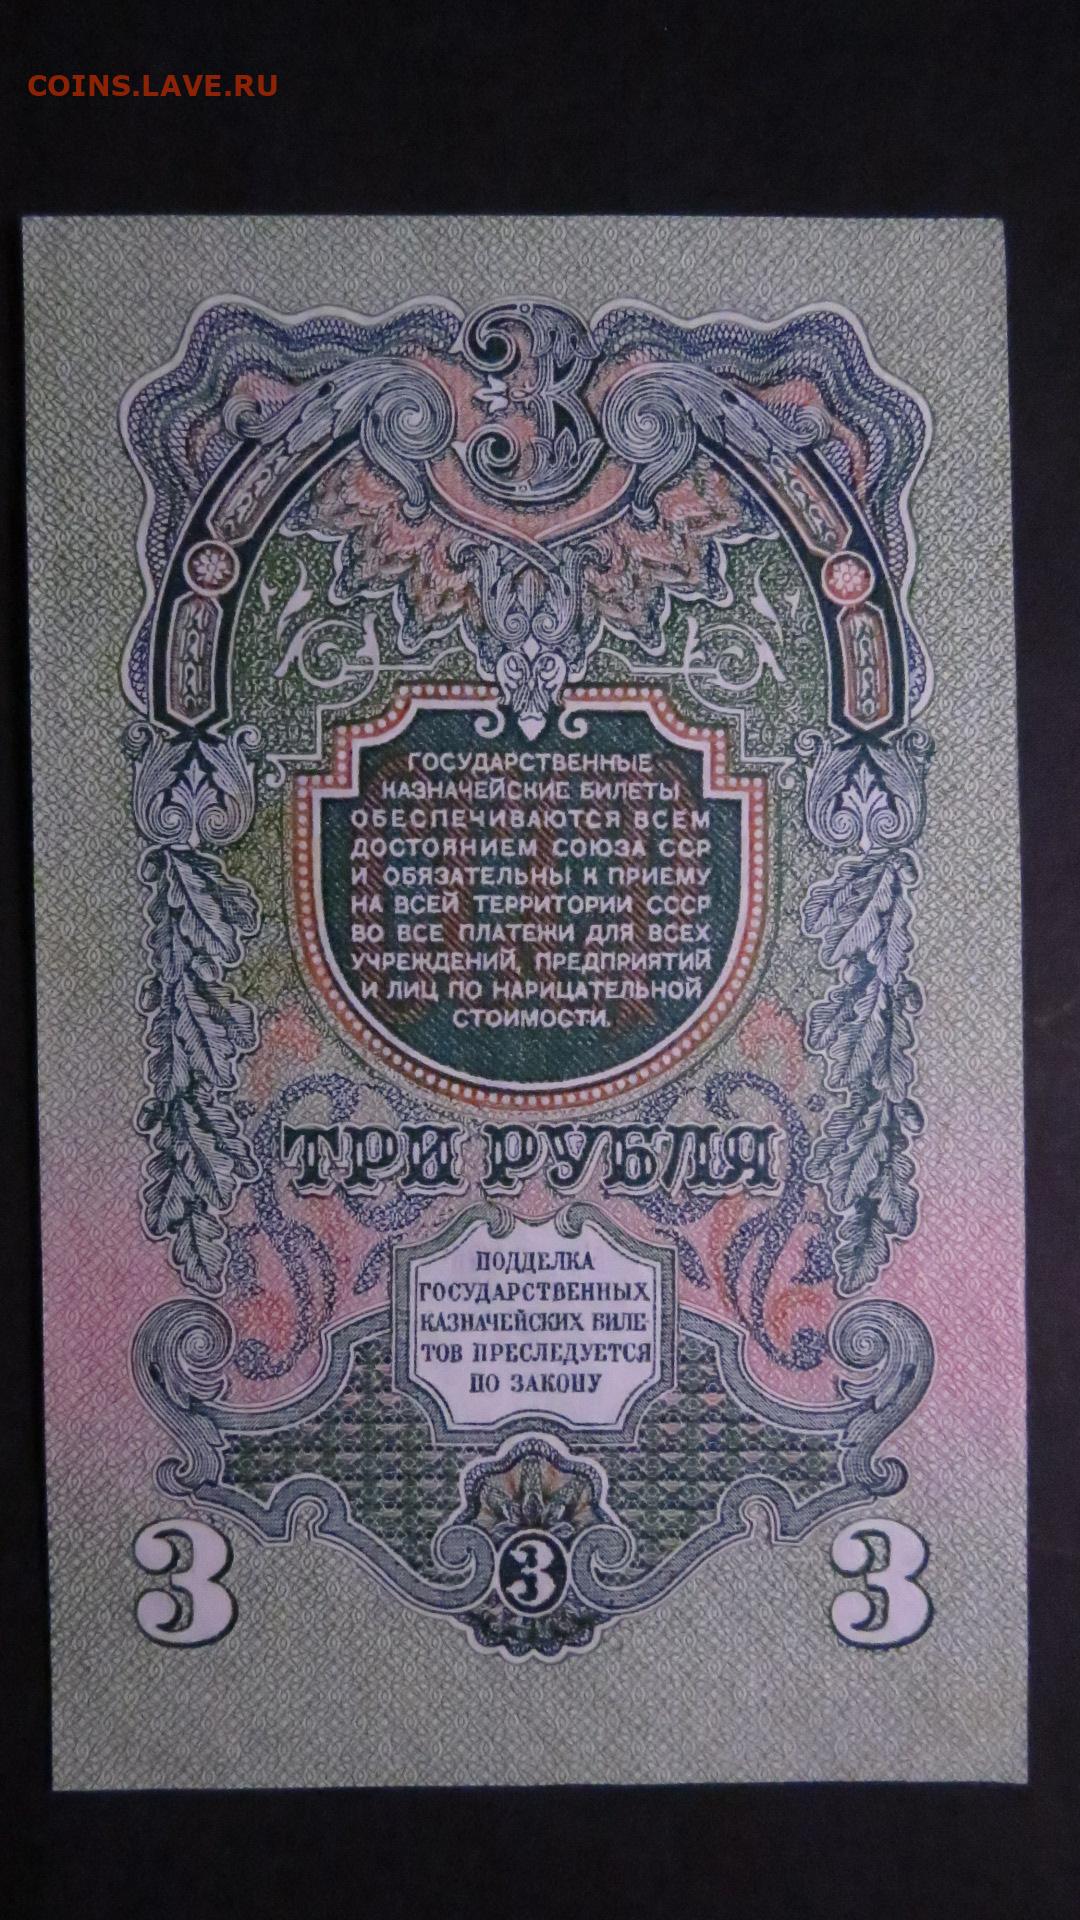 COINS.LAVE.RU
3
К
ГОСУДАРСТВЕННЫЕ
КАЗНАЧЕЙСКИЕ БИЛЕТЫ
ОБЕСПЕЧИВАЮТСЯ ВСЕМ
ДОСТОЯНИЕМ СОЮЗА ССР
И ОБЯЗАТЕЛЬНЫ К ПРИЕМУ
НА ВСЕЙ ТЕРРИТОРИИ СССР
ВО ВСЕ ПЛАТЕЖИ ДЛЯ ВСЕХ
УЧРЕЖДЕНИЙ, ПРЕДПРИЯТИЙ
И ЛИЦ ПО НАРИЦАТЕЛЬНОЙ
СТОИМОСТИ.
ТРИ РУБЛЯ
ПОДДЕЛКА
ГОСУДАРСТВЕННЫХ
КАЗНАЧЕЙСКИХ БИЛЕ-
ТОВ ПРЕСЛЕДУЕТСЯ
ПО ЗАКОНУ
3 3 3